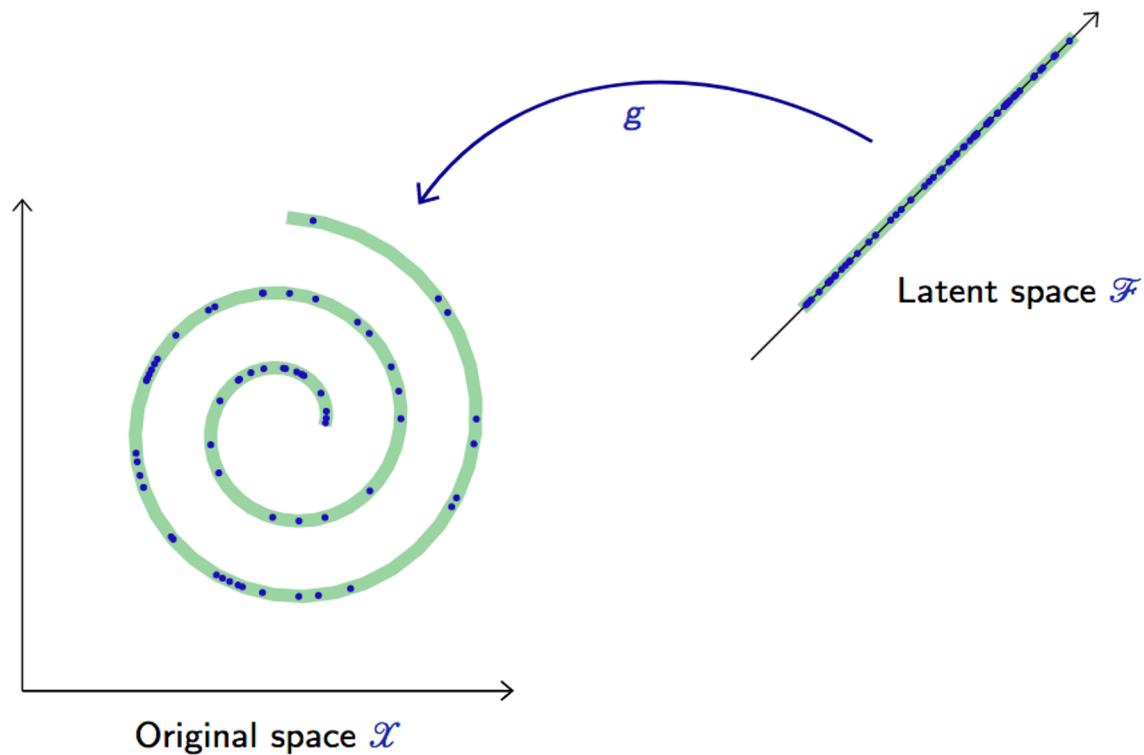 g
Latent space ℱ
Original space 𝒳